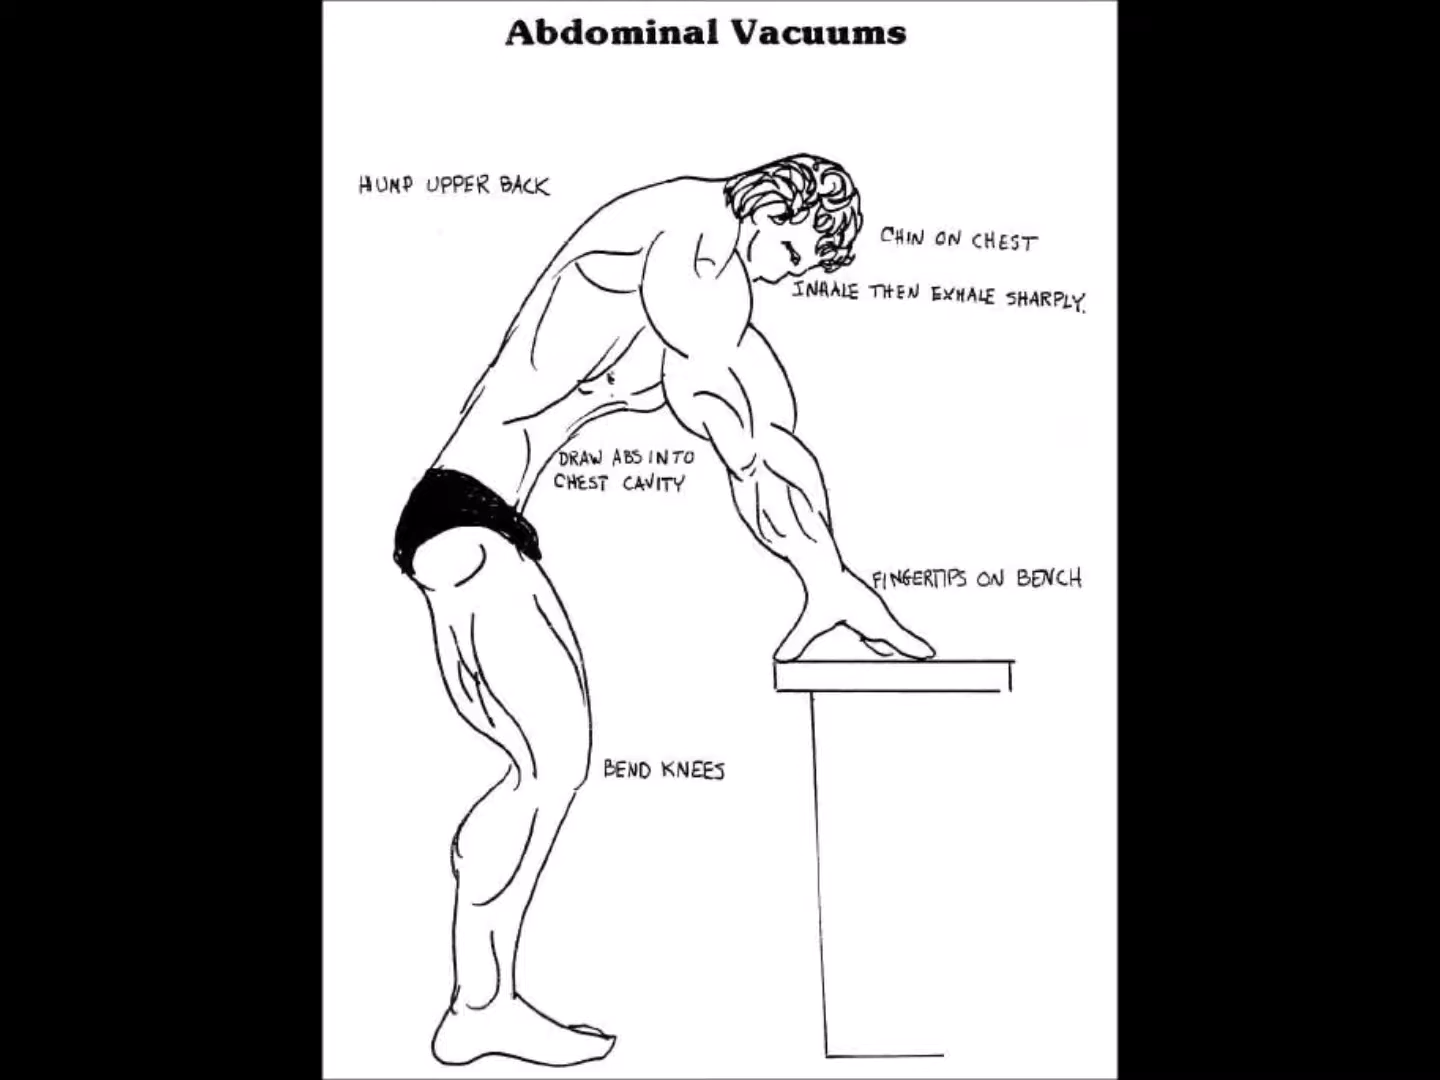 Abdominal Vacuums
HUMP UPPER BACK
CHIN ON CHEST
INHALE THEN EXHALE SHARPLY.
DRAW ABS INTO
CHEST CAVITY
FINGERTIPS ON BENCH
BEND KNEES